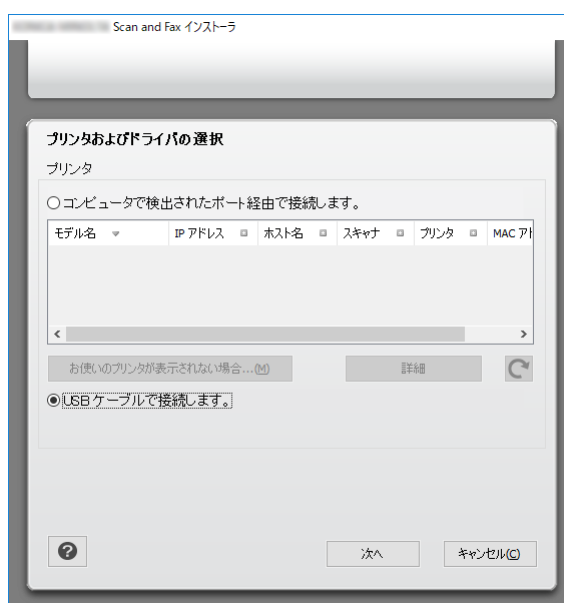 Scan and Fax インストーラ
プリンタおよびドライバの選択
プリンタ
コンピュータで検出されたポート経由で接続します。
モデル名 IP アドレス ホスト名 スキャナ プリンタ MAC アド
お使いのプリンタが表示されない場合...(M) 詳細
USB ケーブルで接続します。
次へ キャンセル(C)